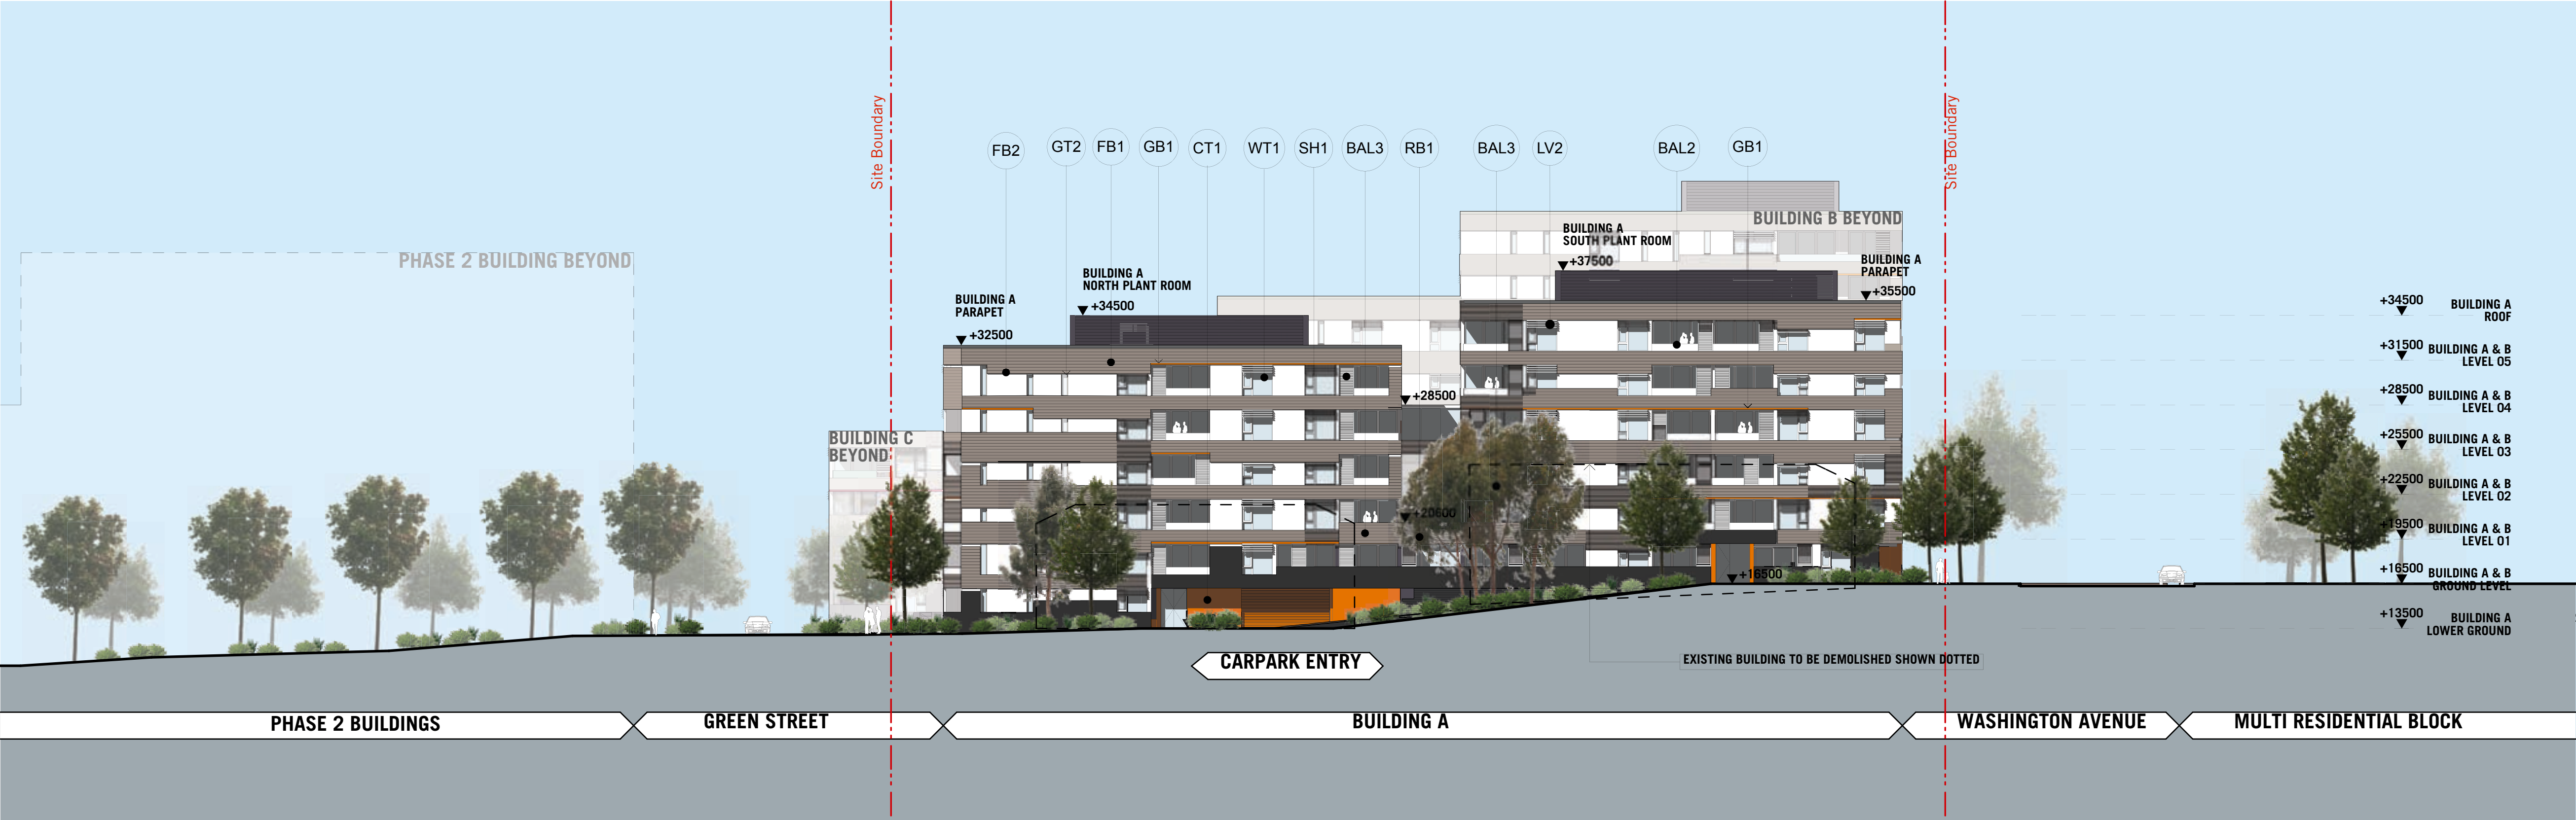 Site Boundary
Site Boundary
FB2
GT2
FB1
GB1
CT1
WT1
SH1
BAL3
RB1
BAL3
LV2
BAL2
GB1
BUILDING B BEYOND
BUILDING A
SOUTH PLANT ROOM
+37500
PHASE 2 BUILDING BEYOND
BUILDING A
PARAPET
+35500
BUILDING A
NORTH PLANT ROOM
+34500
BUILDING A
PARAPET
+32500
+28500
BUILDING C
BEYOND
+20600
+16500
+34500
BUILDING A
ROOF
+31500
BUILDING A & B
LEVEL 05
+28500
BUILDING A & B
LEVEL 04
+25500
BUILDING A & B
LEVEL 03
+22500
BUILDING A & B
LEVEL 02
+19500
BUILDING A & B
LEVEL 01
+16500
BUILDING A & B
GROUND LEVEL
+13500
BUILDING A
LOWER GROUND
CARPARK ENTRY
EXISTING BUILDING TO BE DEMOLISHED SHOWN DOTTED
PHASE 2 BUILDINGS
GREEN STREET
BUILDING A
WASHINGTON AVENUE
MULTI RESIDENTIAL BLOCK